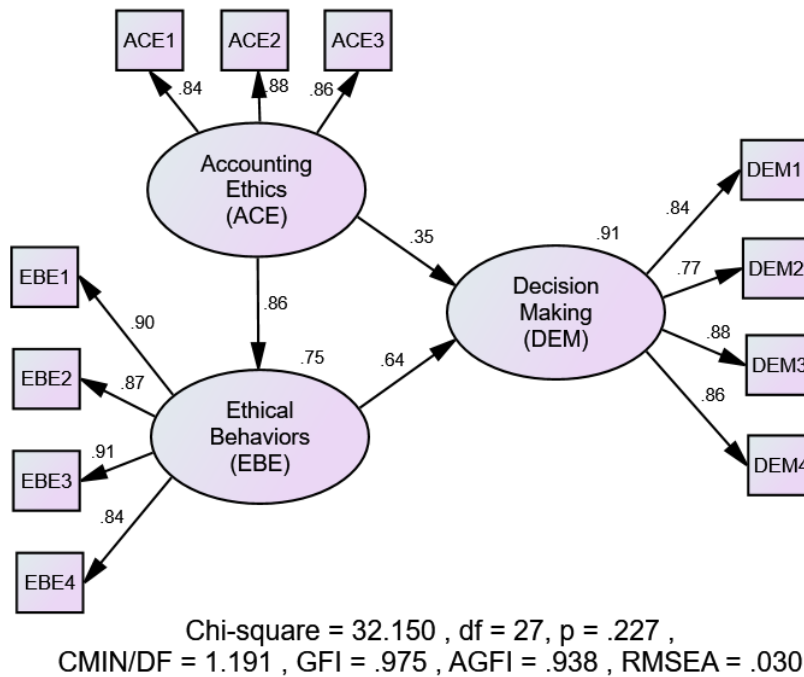 ACE1
ACE2
ACE3
.84
.88
.86
Accounting
Ethics
(ACE)
.35
.86
EBE1
EBE2
EBE3
EBE4
.90
.87
.91
.84
.75
Ethical
Behaviors
(EBE)
.64
.91
Decision
Making
(DEM)
.84
.77
.88
.86
DEM1
DEM2
DEM3
DEM4
Chi-square = 32.150 , df = 27, p = .227 ,
CMIN/DF = 1.191 , GFI = .975 , AGFI = .938 , RMSEA = .030